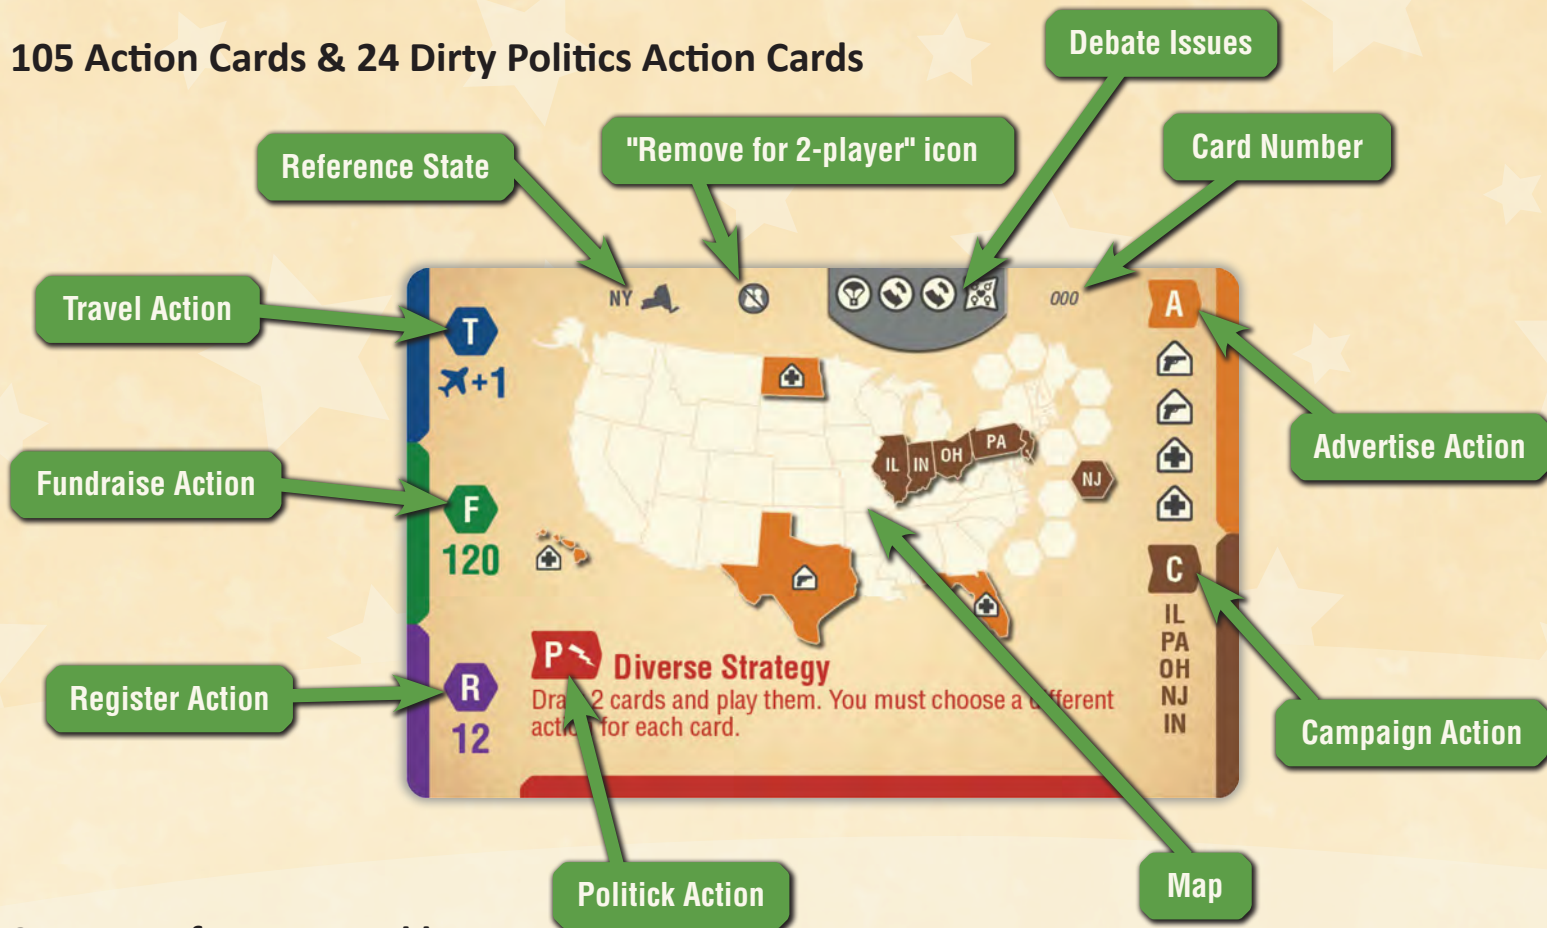 105 Action Cards & 24 Dirty Politics Action Cards
Debate Issues
Reference State
"Remove for 2-player" icon
Card Number
Travel Action
NY
000
T
+1
A
Advertise Action
Fundraise Action
F
120
IL
IN
OH
PA
NJ
C
IL
PA
OH
NJ
IN
Campaign Action
Register Action
R
12
P
Diverse Strategy
2 cards and play them. You must choose a different
for each card.
Politick Action
Map